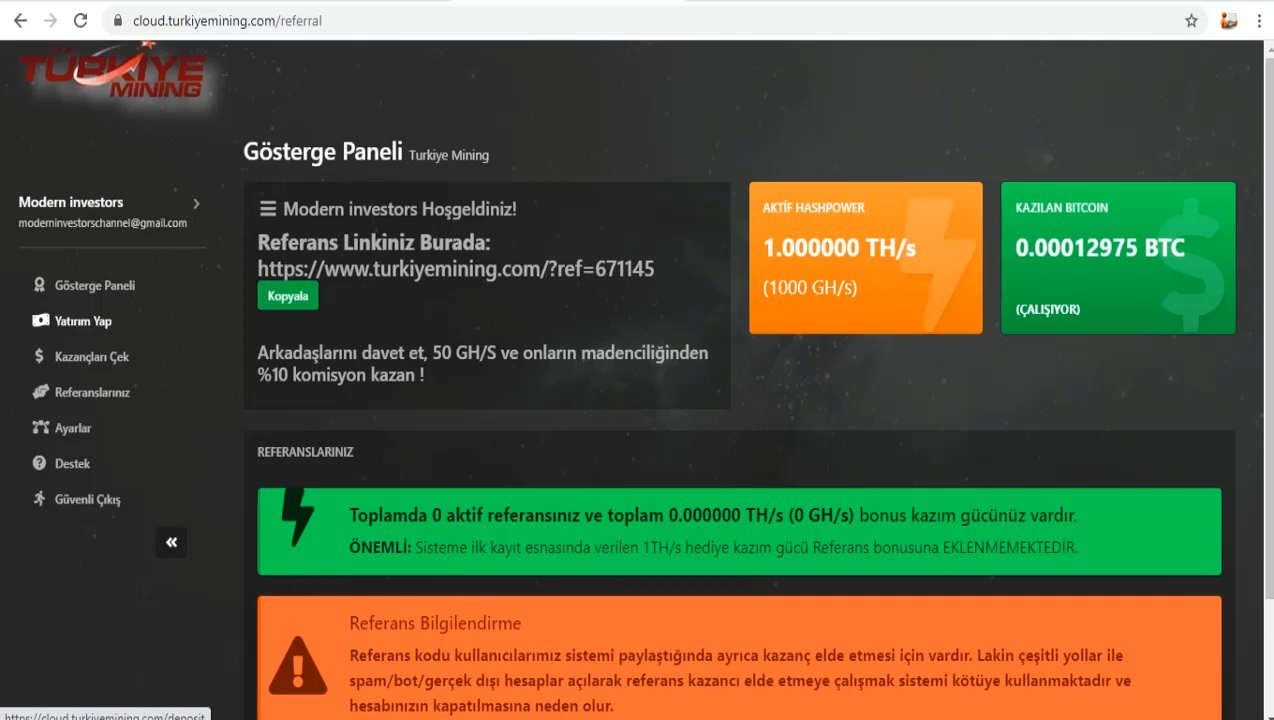 cloud.turkiyemining.com/referral
TÜRKİYE
MINING
Gösterge Paneli Turkiye Mining
Modern investors
moderninvestorschannel@gmail.com
Gösterge Paneli
Yatırım Yap
Kazançları Çek
Referanslarınız
Ayarlar
Destek
Güvenli Çıkış
Modern investors Hoşgeldiniz!
Referans Linkiniz Burada:
https://www.turkiyemining.com/?ref=671145
Kopyala
Arkadaşlarını davet et, 50 GH/S ve onların madenciliğinden
%10 komisyon kazan !
AKTİF HASHPOWER
1.000000 TH/s
(1000 GH/s)
KAZILAN BITCOIN
0.00012975 BTC
(ÇALIŞIYOR)
REFERANSLARINIZ
Toplamda 0 aktif referansınız ve toplam 0.000000 TH/s (0 GH/s) bonus kazım gücünüz vardır.
ÖNEMLİ: Sisteme ilk kayıt esnasında verilen 1TH/s hediye kazım gücü Referans bonusuna EKLENMEMEKTEDİR.
Referans Bilgilendirme
Referans kodu kullanıcılarımız sistemi paylaştığında ayrıca kazanç elde etmesi için vardır. Lakin çeşitli yollar ile
spam/bot/gerçek dışı hesaplar açılarak referans kazancı elde etmeye çalışmak sistemi kötüye kullanmaktadır ve
hesabınızın kapatılmasına neden olur.
https://cloud.turkiyemining.com/deposit